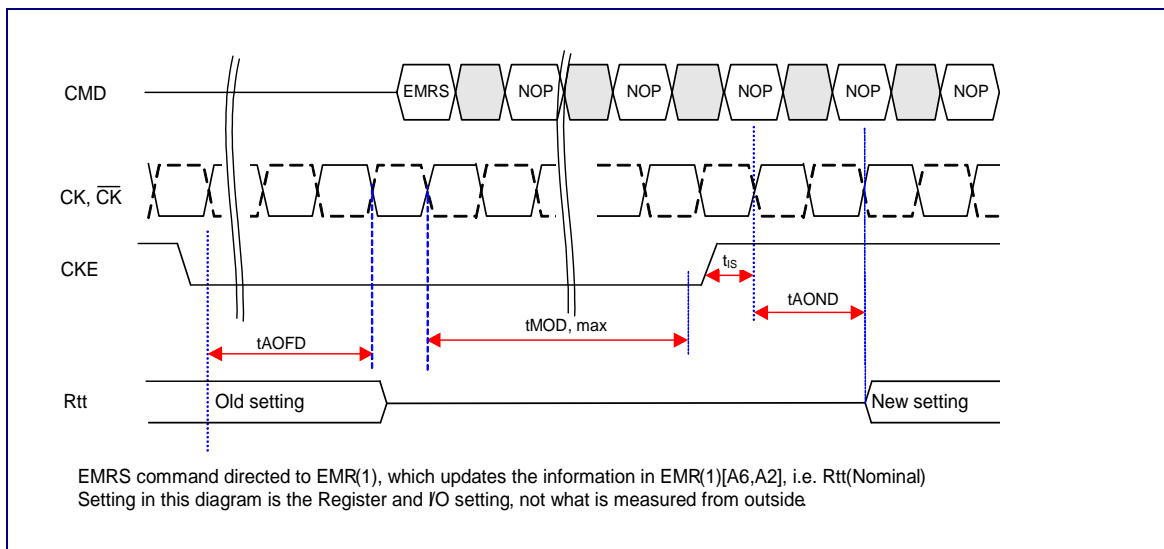 CMD
EMRS NOP NOP NOP NOP NOP
CK, CK
CKE
tIS
tAOND
tMOD, max
tAOFD
Rtt
Old setting
New setting
EMRS command directed to EMR(1), which updates the information in EMR(1)[A6,A2], i.e. Rtt(Nominal)
Setting in this diagram is the Register and I/O setting, not what is measured from outside.